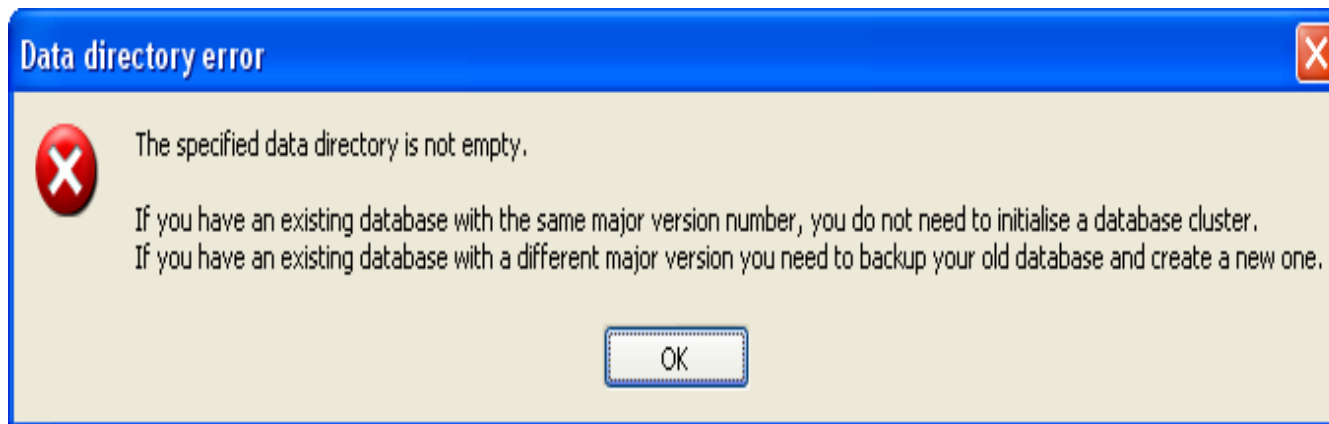 Data directory error
The specified data directory is not empty.
If you have an existing database with the same major version number, you do not need to initialise a database cluster.
If you have an existing database with a different major version you need to backup your old database and create a new one.
OK